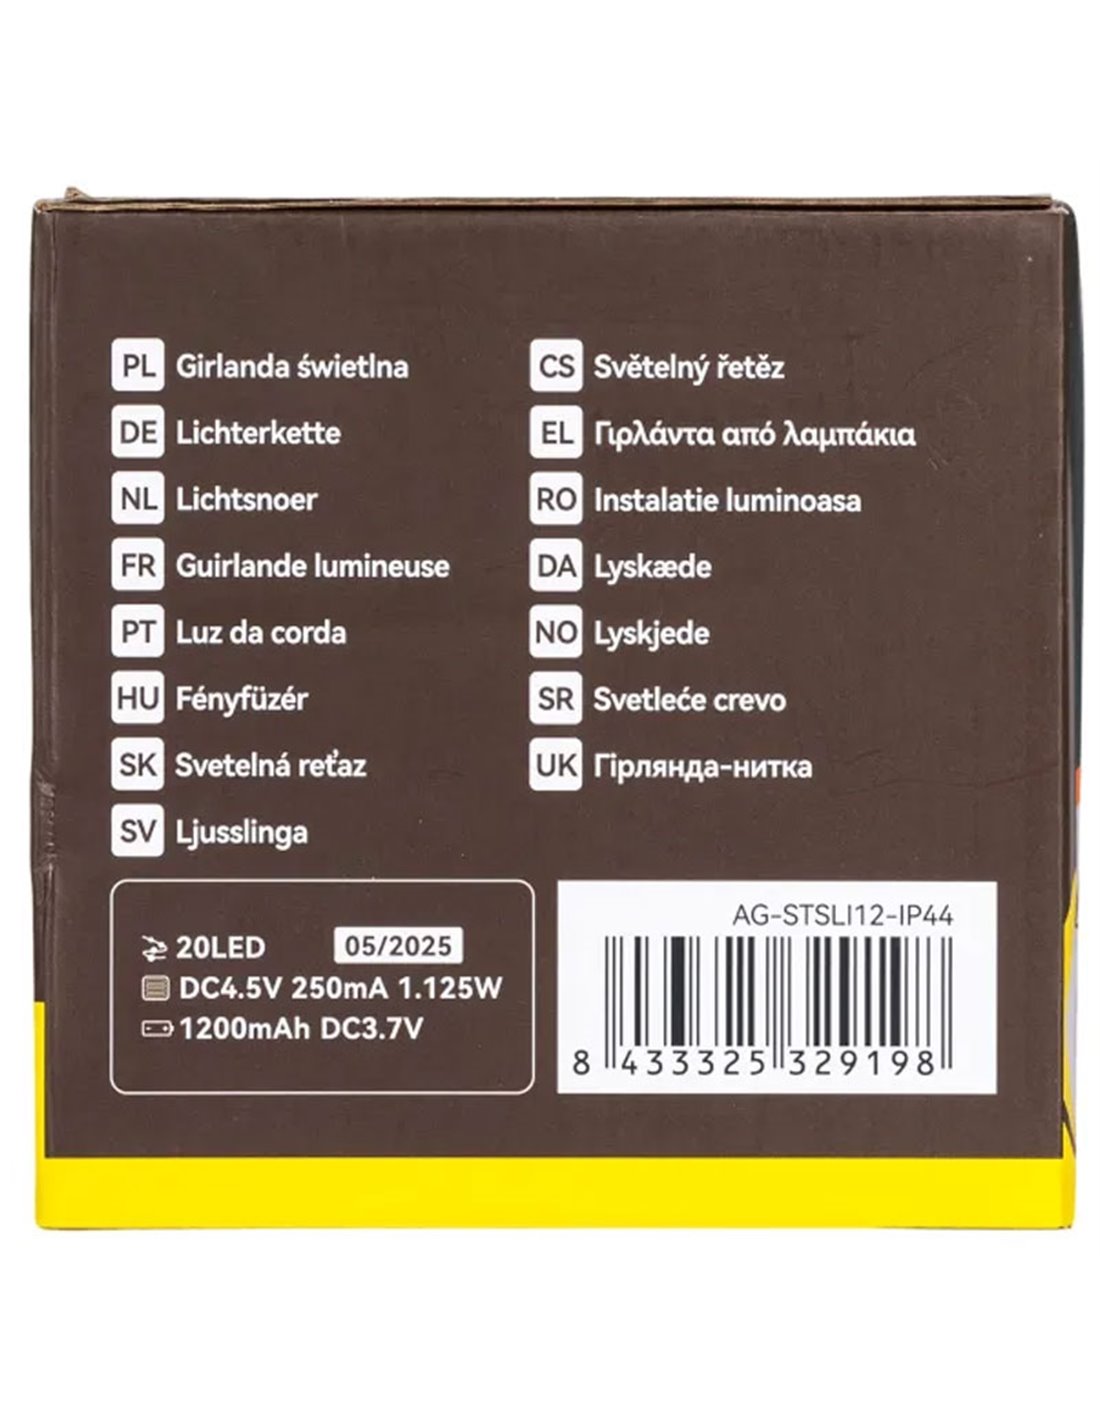 PL Girlanda świetlna
DE Lichterkette
NL Lichtsnoer
FR Guirlande lumineuse
PT Luz da corda
HU Fényfüzér
SK Svetelná reťaz
SV Ljusslinga
CS Světelný řetěz
EL Γιρλάντα από λαμπάκια
RO Instalatie luminoasa
DA Lyskæde
NO Lyskjede
SR Svetleće crevo
UK Гірлянда-нитка
20LED 05/2025
DC4.5V 250mA 1.125W
1200mAh DC3.7V
AG-STSLI12-IP44
8 433325 329198